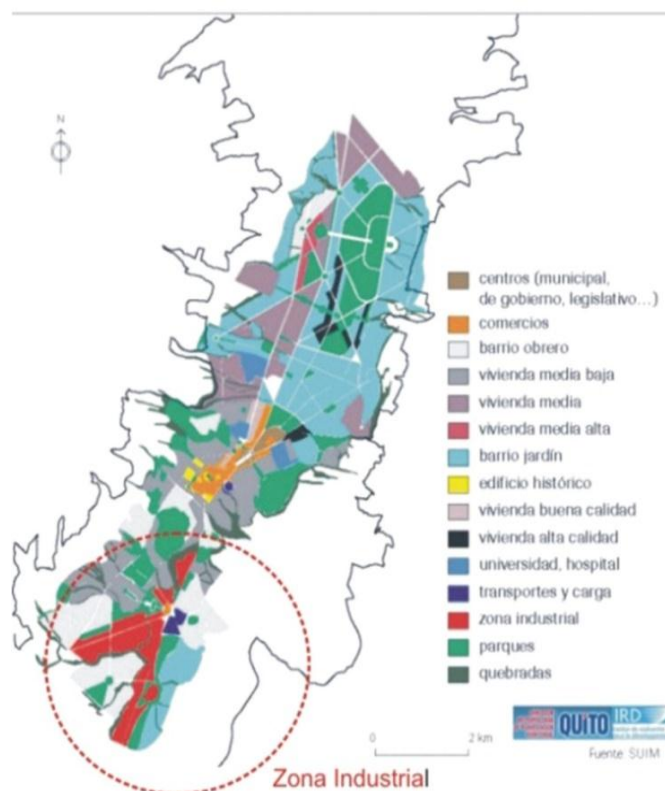 N
centros (municipal,
de gobierno, legislativo...)
comercios
barrio obrero
vivienda media baja
vivienda media
vivienda media alta
barrio jardín
edificio histórico
vivienda buena calidad
vivienda alta calidad
universidad, hospital
transportes y carga
zona industrial
parques
quebradas
QUITO
IRD
0 2 km
Fuente: SUIM
Zona Industrial